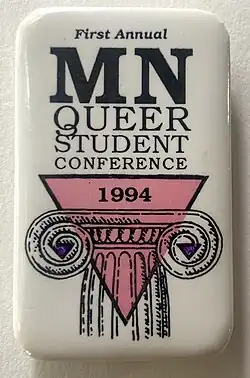 First Annual
MN
QUEER
STUDENT
CONFERENCE
1994